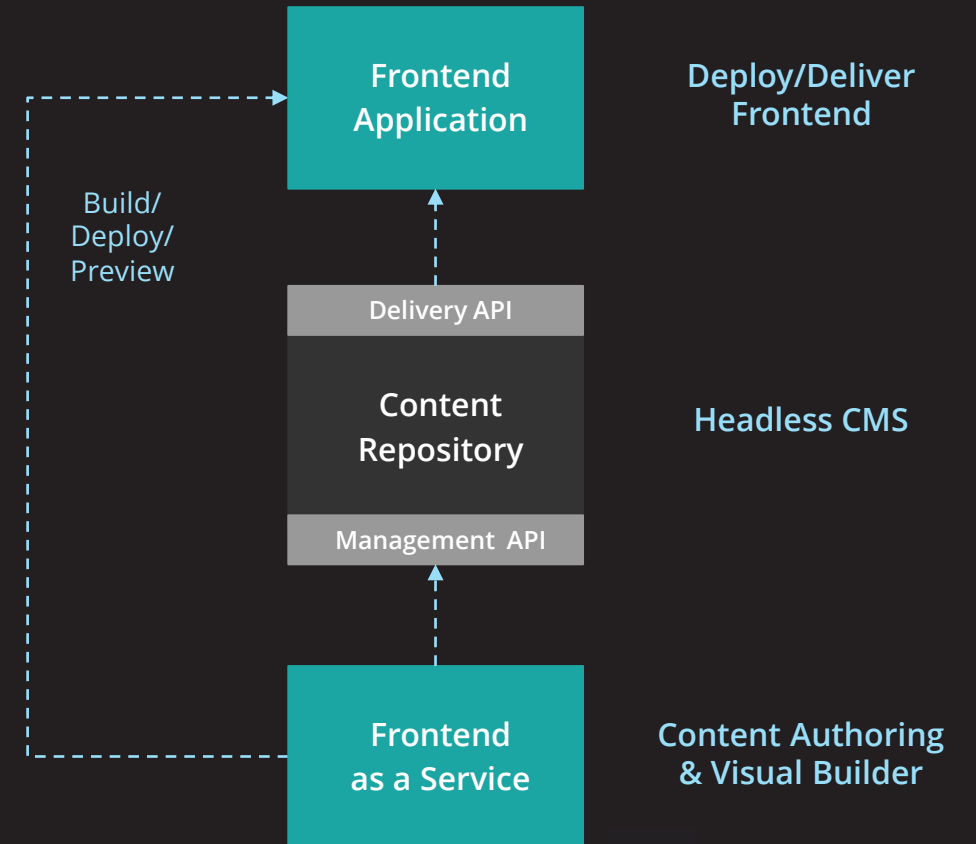 Frontend
Application
Deploy/Deliver
Frontend
Build/
Deploy/
Preview
Delivery API
Content
Repository
Headless CMS
Management API
Frontend
as a Service
Content Authoring
& Visual Builder